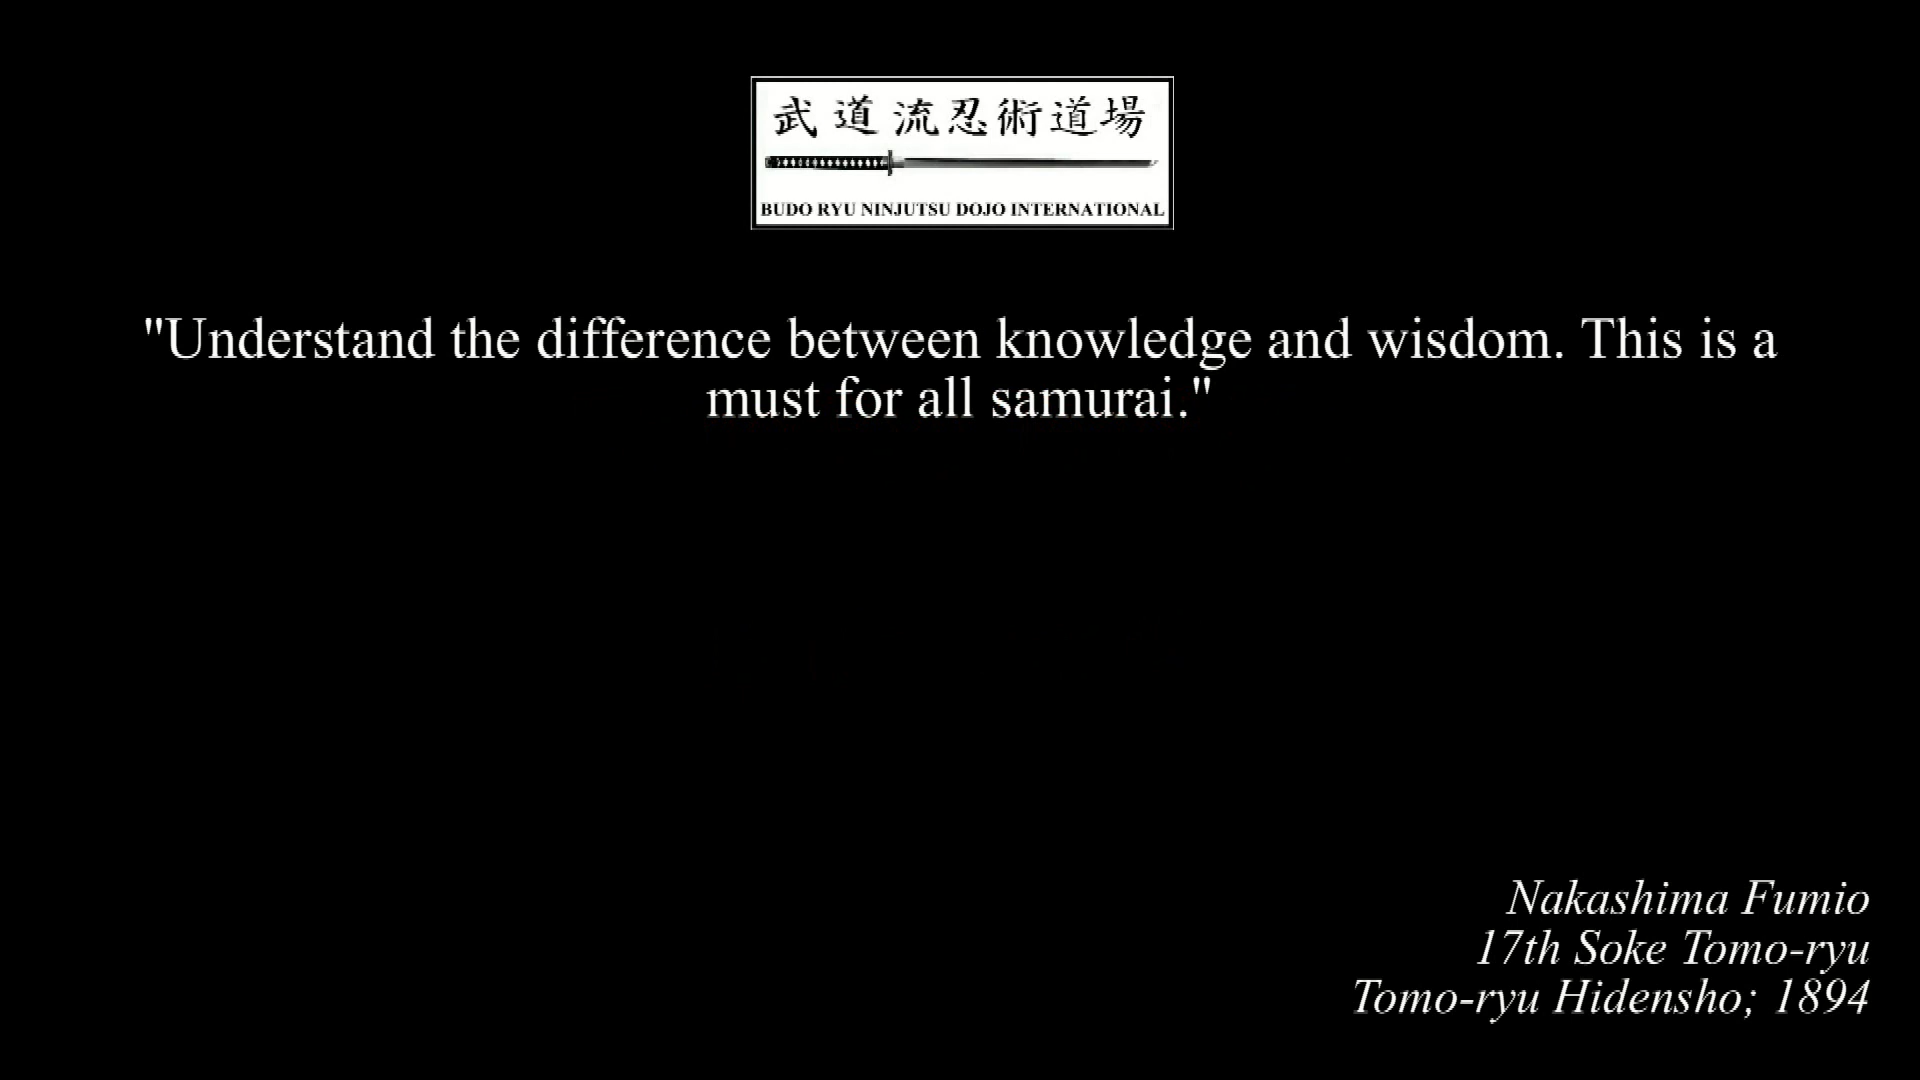 武道流忍術道場
BUDO RYU NINJUTSU DOJO INTERNATIONAL
"Understand the difference between knowledge and wisdom. This is a
must for all samurai."
Nakashima Fumio
17th Soke Tomo-ryu
Tomo-ryu Hidensho; 1894